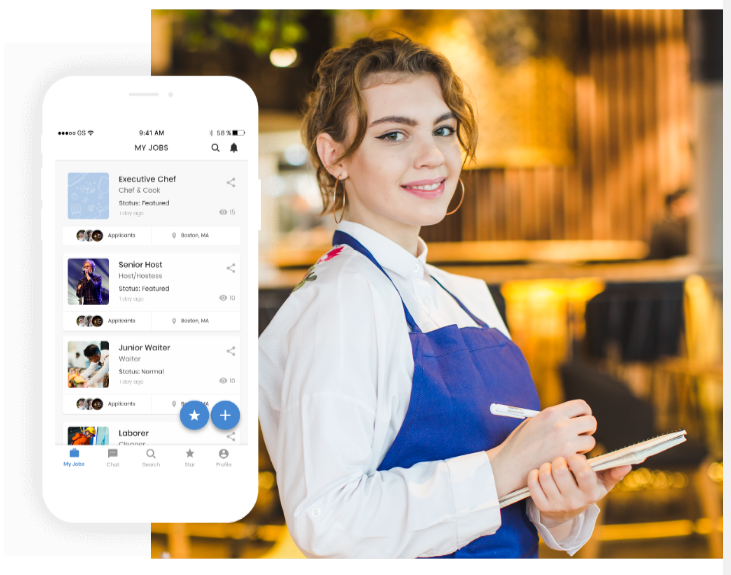 GS
9:41 AM
58 %
MY JOBS
Executive Chef
Chef & Cook
Status: Featured
1 day ago
15
Applicants
Boston, MA
Senior Host
Host/Hostess
Status: Featured
1 day ago
10
Applicants
Boston, MA
Junior Waiter
Waiter
Status: Normal
1 day ago
10
Applicants
MA
Laborer
Cleaner
My Jobs
Chat
Search
Star
Profile